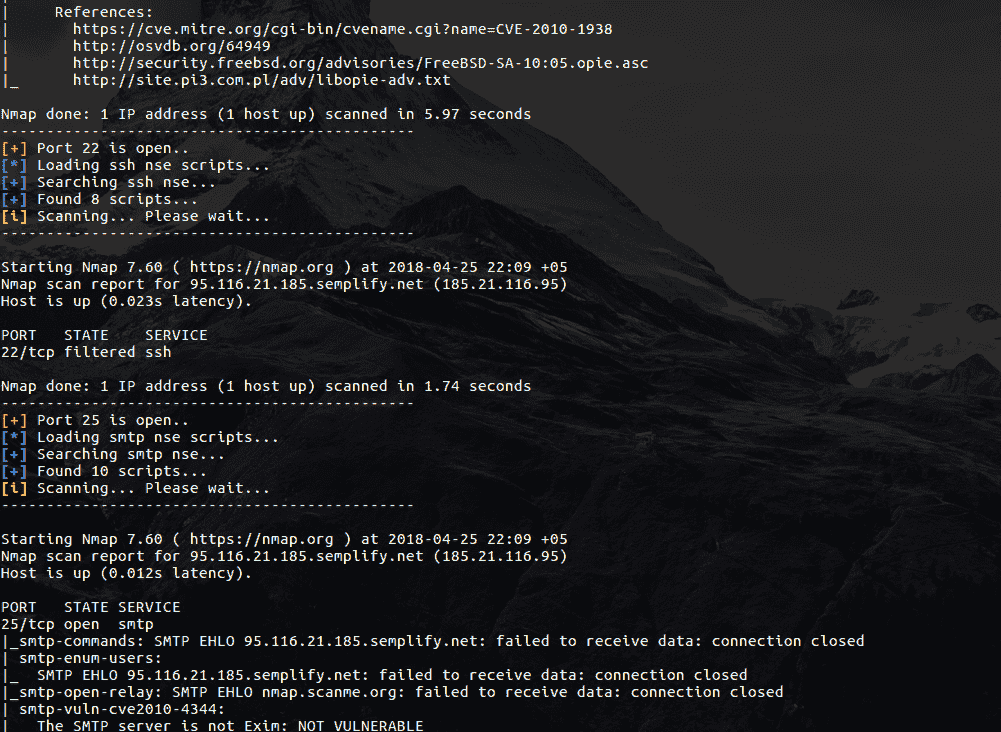 |     References:
|       https://cve.mitre.org/cgi-bin/cvename.cgi?name=CVE-2010-1938
|       http://osvdb.org/64949
|       http://security.freebsd.org/advisories/FreeBSD-SA-10:05.opie.asc
|_      http://site.pi3.com.pl/adv/libopie-adv.txt
Nmap done: 1 IP address (1 host up) scanned in 5.97 seconds
----------------------------------------------
[+] Port 22 is open..
[*] Loading ssh nse scripts...
[+] Searching ssh nse...
[+] Found 8 scripts...
[i] Scanning... Please wait...
----------------------------------------------
Starting Nmap 7.60 ( https://nmap.org ) at 2018-04-25 22:09 +05
Nmap scan report for 95.116.21.185.semplify.net (185.21.116.95)
Host is up (0.023s latency).
PORT   STATE    SERVICE
22/tcp filtered ssh
Nmap done: 1 IP address (1 host up) scanned in 1.74 seconds
----------------------------------------------
[+] Port 25 is open..
[*] Loading smtp nse scripts...
[+] Searching smtp nse...
[+] Found 10 scripts...
[i] Scanning... Please wait...
----------------------------------------------
Starting Nmap 7.60 ( https://nmap.org ) at 2018-04-25 22:09 +05
Nmap scan report for 95.116.21.185.semplify.net (185.21.116.95)
Host is up (0.012s latency).
PORT   STATE SERVICE
25/tcp open  smtp
|_smtp-commands: SMTP EHLO 95.116.21.185.semplify.net: failed to receive data: connection closed
| smtp-enum-users:
|_  SMTP EHLO 95.116.21.185.semplify.net: failed to receive data: connection closed
|_smtp-open-relay: SMTP EHLO nmap.scanme.org: failed to receive data: connection closed
| smtp-vuln-cve2010-4344:
|   The SMTP server is not Exim: NOT VULNERABLE